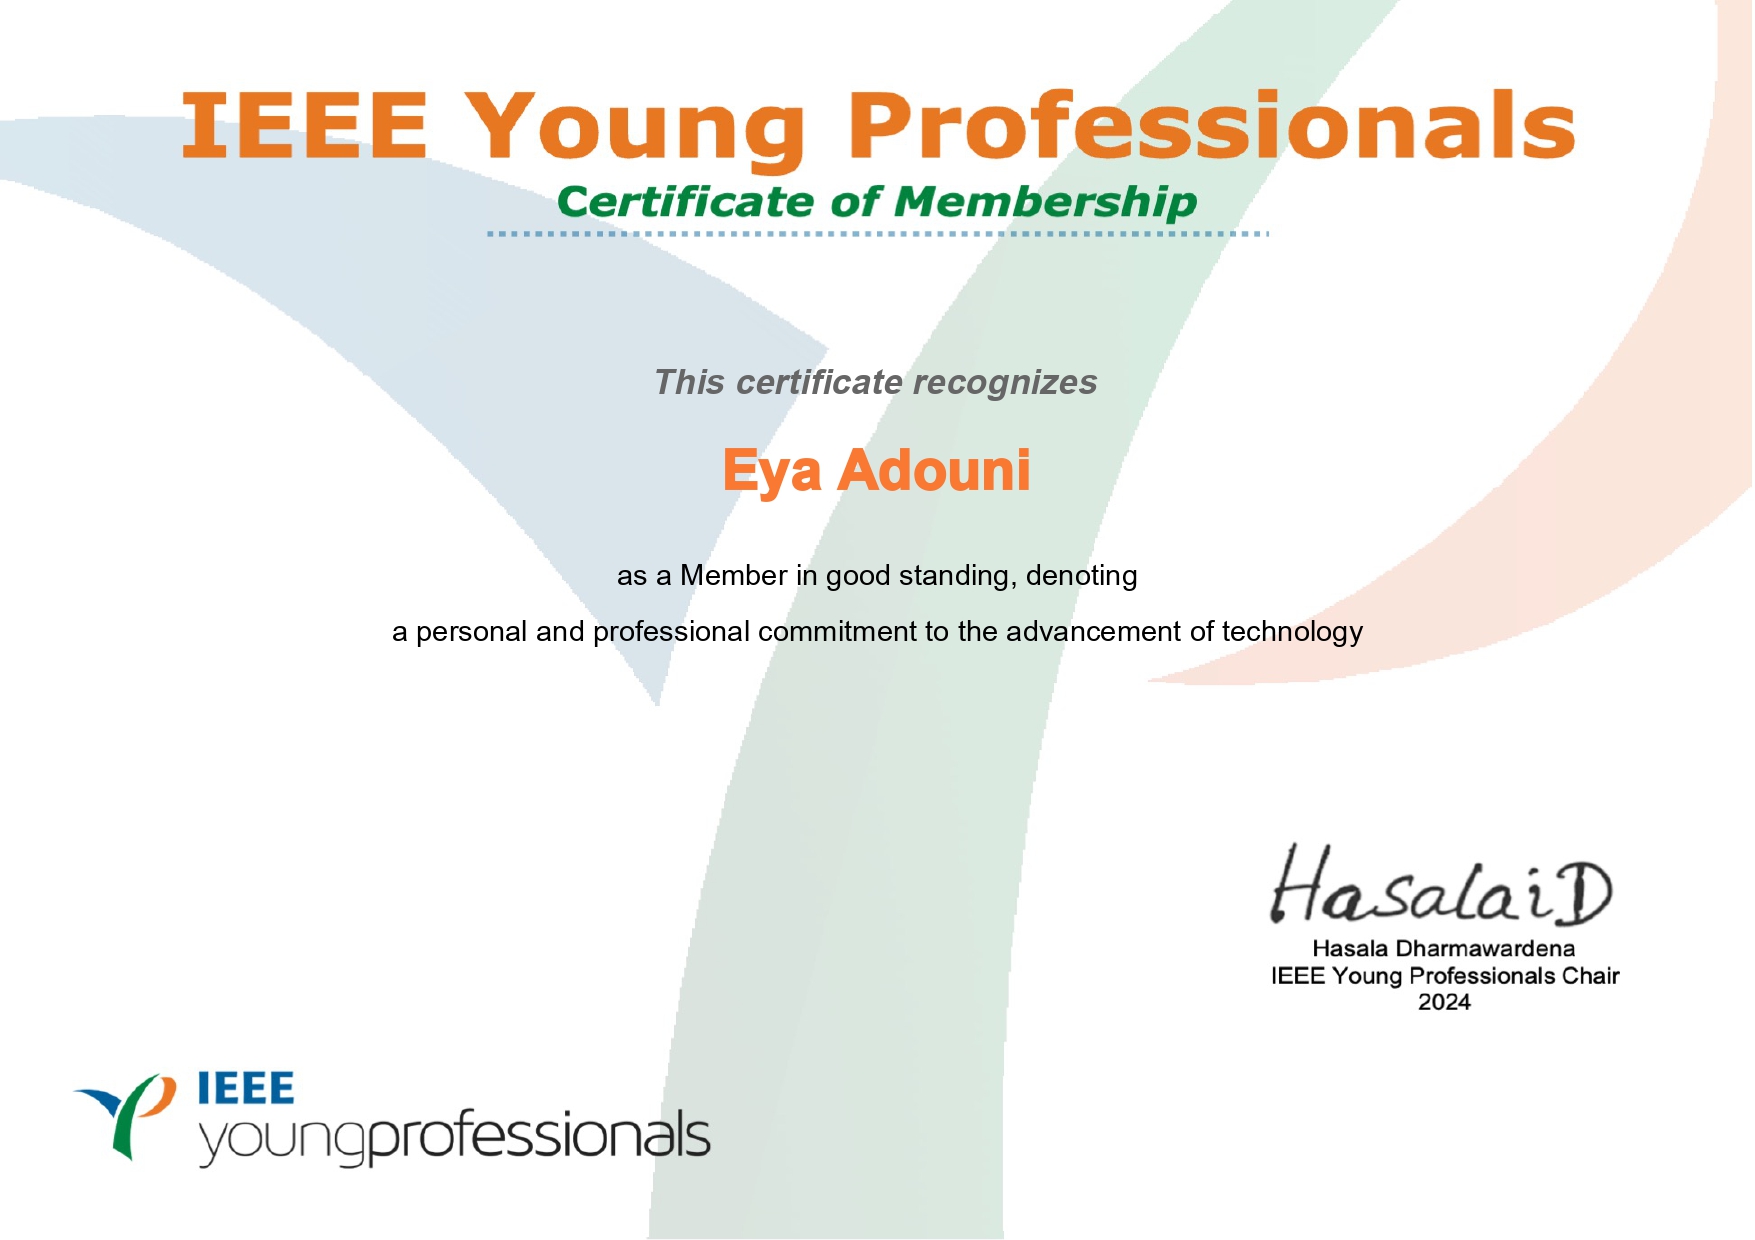 IEEE Young Professionals
Certificate of Membership
This certificate recognizes
Eya Adouni
as a Member in good standing, denoting
a personal and professional commitment to the advancement of technology
HasalaiD
Hasala Dharmawardena
IEEE Young Professionals Chair
2024
IEEE
youngprofessionals